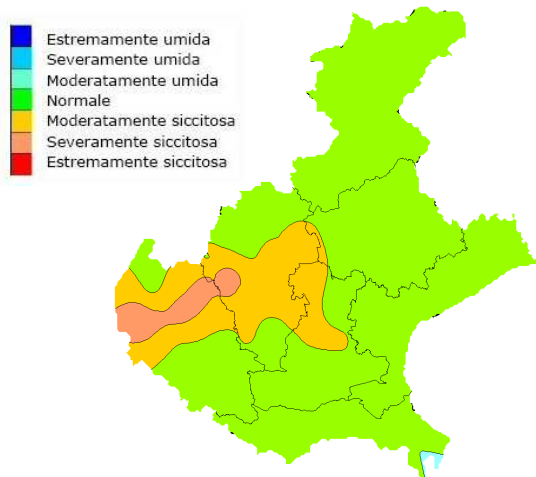 Estremamente umida
Severamente umida
Moderatamente umida
Normale
Moderatamente siccitosa
Severamente siccitosa
Estremamente siccitosa